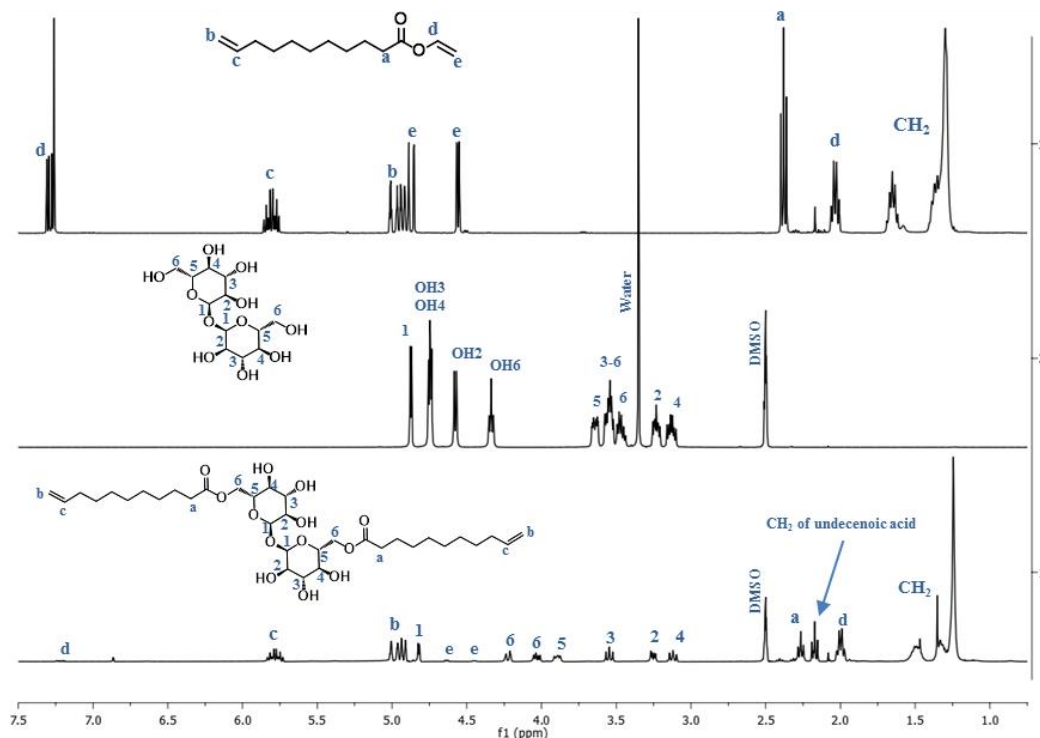 O
d
b
c
a
O
e
a
d
c
b
e
e
d
CH₂
6
OH
HO
5
4
OH
3
O
2
OH
1
OH
O
1
6
O
5
OH
2
HO
3
4
OH
OH
1
OH3
OH4
OH2
OH6
5
3-6
6
Water
2
4
DMSO
O
b
c
a
O
6
OH
5
4
OH
3
O
2
OH
1
O
1
6
O
O
O
5
a
c
b
2
HO
3
4
OH
OH
d
c
b
1
e
e
6
6
5
3
2
4
DMSO
a
CH₂ of undecenoic acid
d
CH₂
7.5 7.0 6.5 6.0 5.5 5.0 4.5 4.0 3.5 3.0 2.5 2.0 1.5 1.0
f1 (ppm)